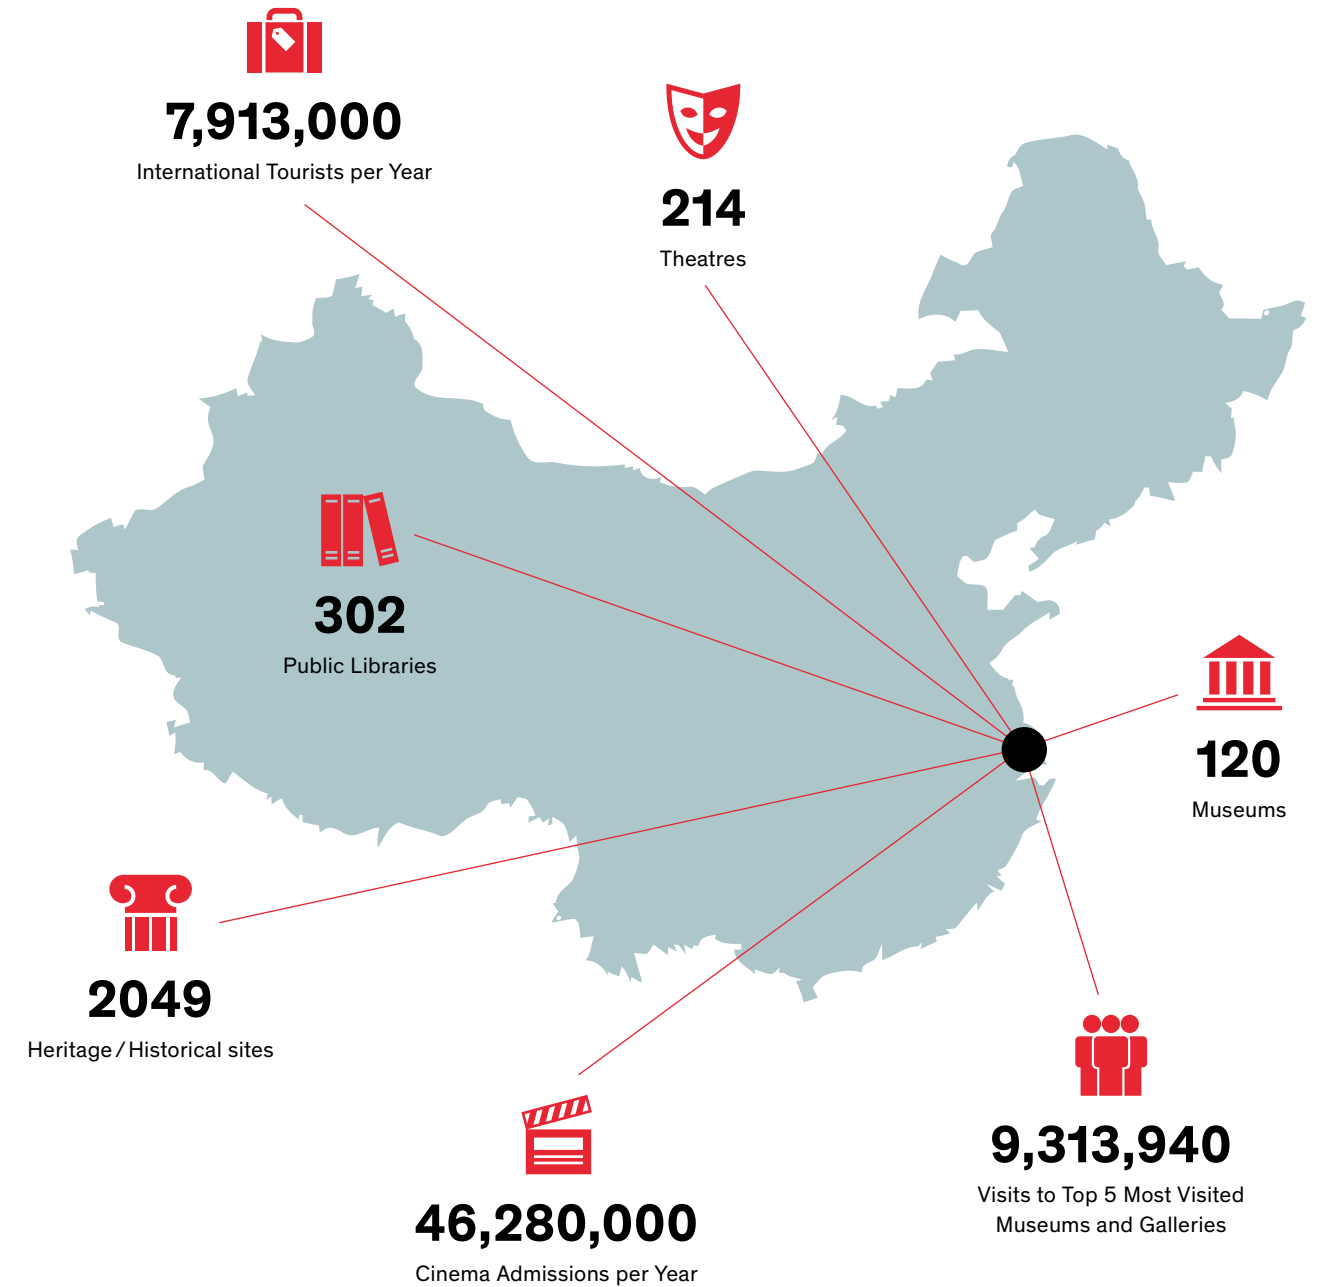 7,913,000
International Tourists per Year
214
Theatres
302
Public Libraries
120
Museums
2049
Heritage/Historical sites
9,313,940
Visits to Top 5 Most Visited
Museums and Galleries
46,280,000
Cinema Admissions per Year